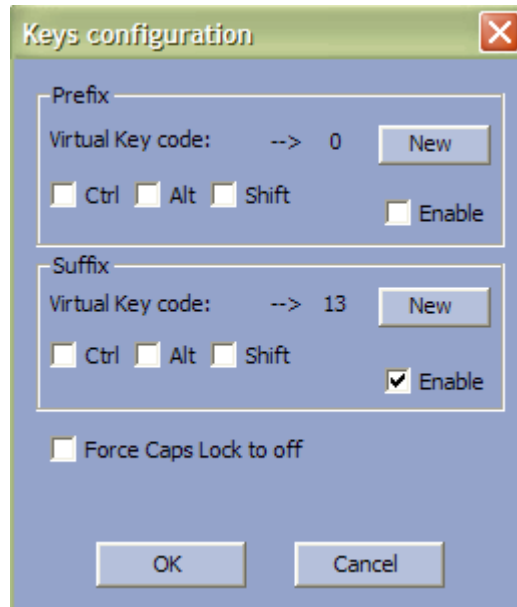 Keys configuration
Prefix
Virtual Key code: --> 0 New
Ctrl Alt Shift
Enable
Suffix
Virtual Key code: --> 13 New
Ctrl Alt Shift
Enable
Force Caps Lock to off
OK Cancel